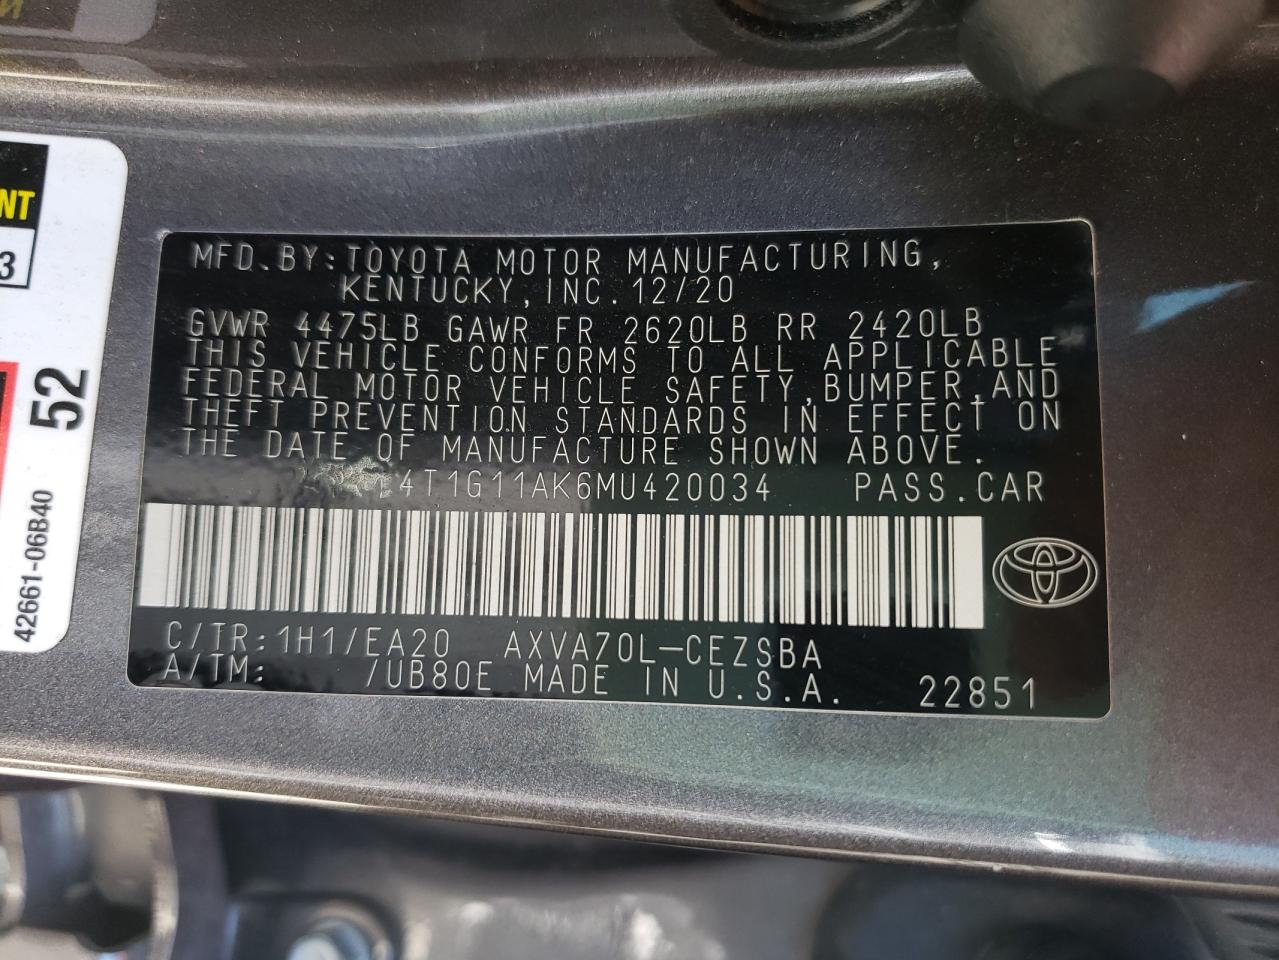 NT
3
52
42661-06B40
MFD.BY:TOYOTA MOTOR MANUFACTURING,
KENTUCKY,INC.12/20
GVWR 4475LB GAWR FR 2620LB RR 2420LB
THIS VEHICLE CONFORMS TO ALL APPLICABLE
FEDERAL MOTOR VEHICLE SAFETY,BUMPER,AND
THEFT PREVENTION STANDARDS IN EFFECT ON
THE DATE OF MANUFACTURE SHOWN ABOVE.
4T1G11AK6MU420034 PASS.CAR
C/TR:1H1/EA20 AXVA70L-CEZSBA
A/TM: /UB80E MADE IN U.S.A. 22851